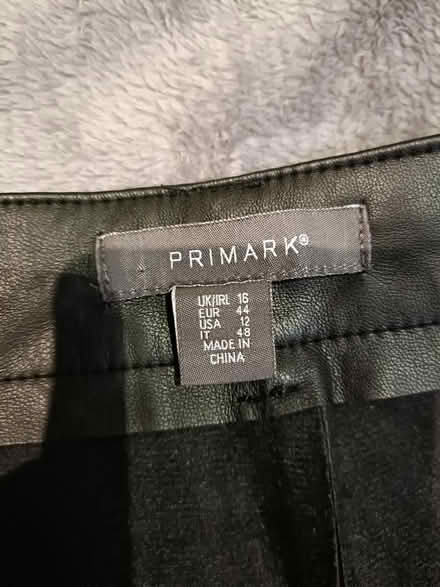 PRIMARK®
UK/IRL 16
EUR 44
USA 12
IT 48
MADE IN
CHINA